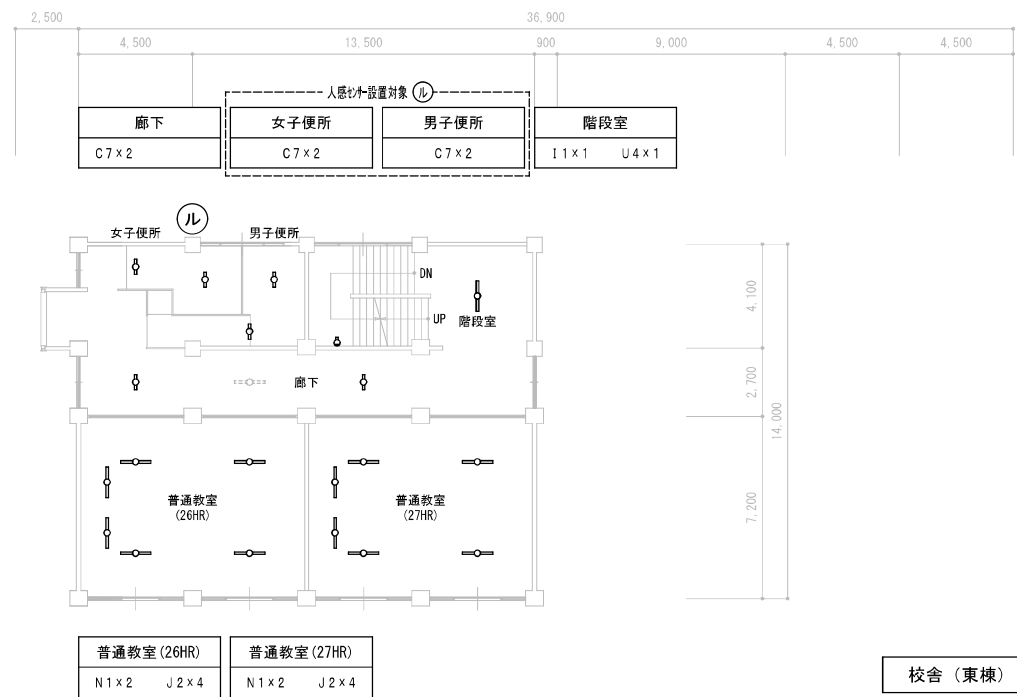 2,500
36,900
4,500
13,500
900
9,000
4,500
4,500
人感ｾﾝｻｰ設置対象 ル
廊下
女子便所
男子便所
階段室
C7×2
C7×2
C7×2
I1×1 U4×1
ル
女子便所
男子便所
DN
UP
階段室
廊下
4,100
2,700
14,000
7,200
普通教室
(26HR)
普通教室
(27HR)
普通教室(26HR)
普通教室(27HR)
N1×2 J2×4
N1×2 J2×4
校舎（東棟）